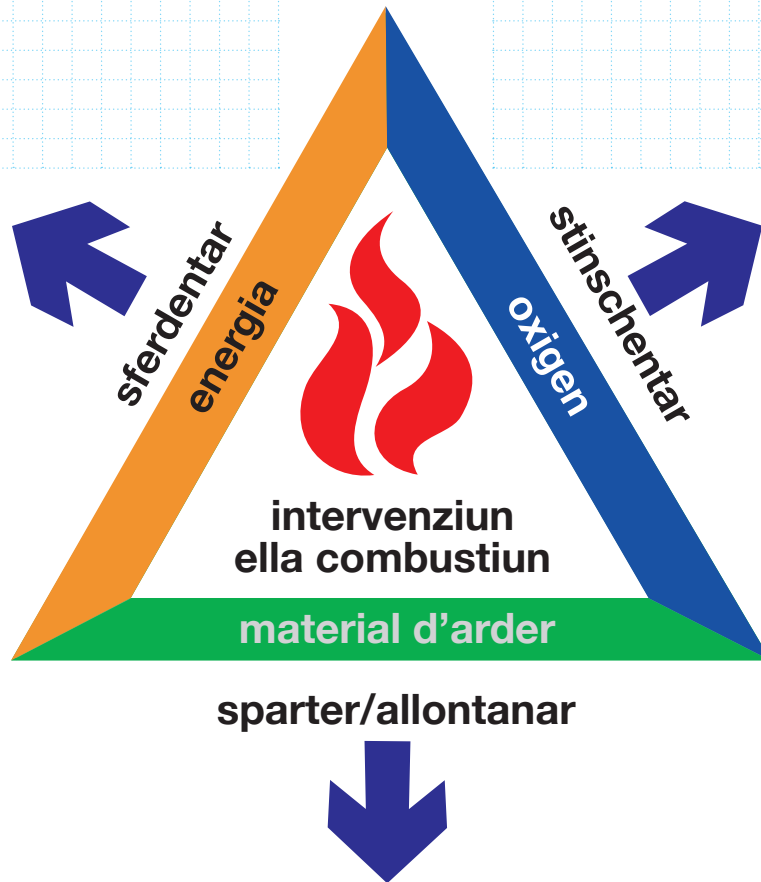 sferdentar
energia
oxigen
stinschentar
intervenziun
ella combustiun
material d’arder
sparter/allontanar